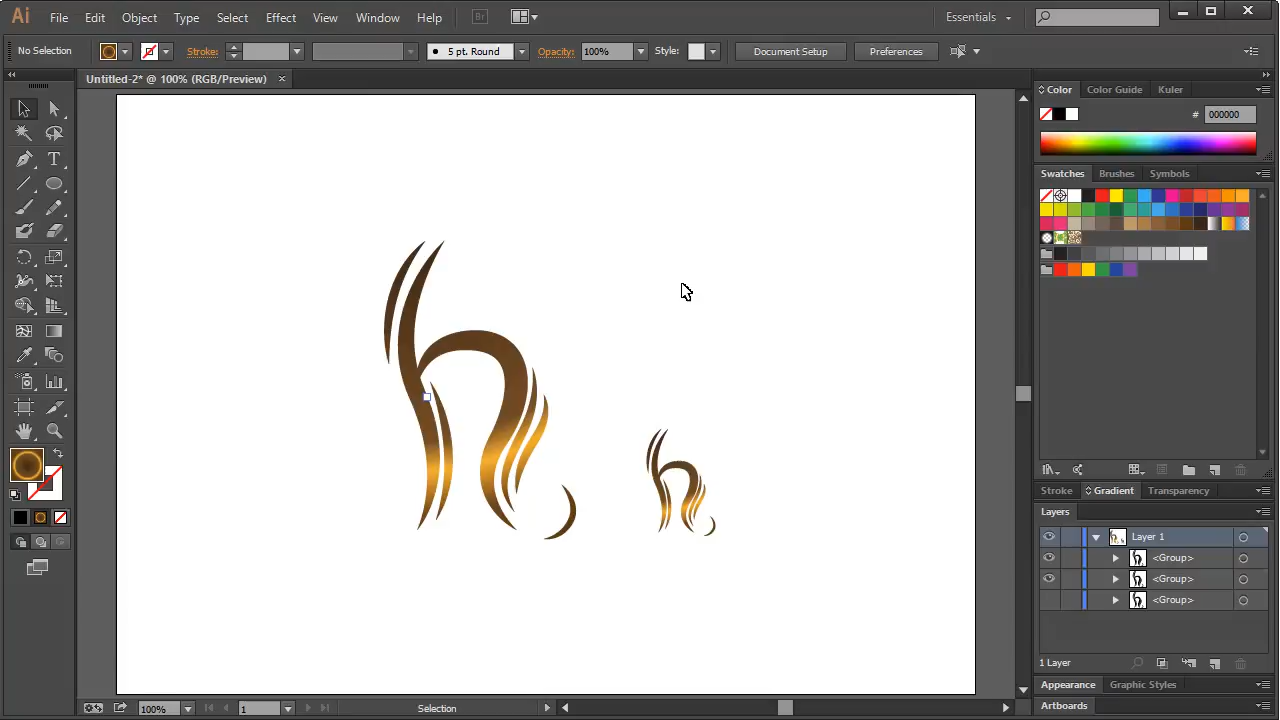 Ai File Edit Object Type Select Effect View Window Help Br Essentials
No Selection Stroke: 5 pt. Round Opacity: 100% Style: Document Setup Preferences
Untitled-2* @ 100% (RGB/Preview)
Color Color Guide Kuler
# 000000
Swatches Brushes Symbols
h h
Stroke Gradient Transparency
Layers
Layer 1
<Group>
<Group>
<Group>
1 Layer
Appearance Graphic Styles
Artboards
100% 1 Selection